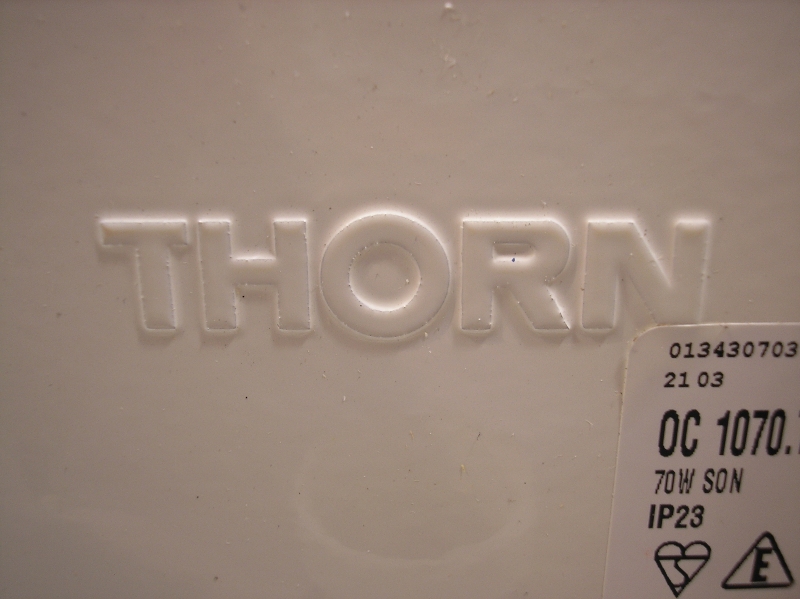 THORN
013430703
21 03
OC 1070.
70W SON
IP23
E